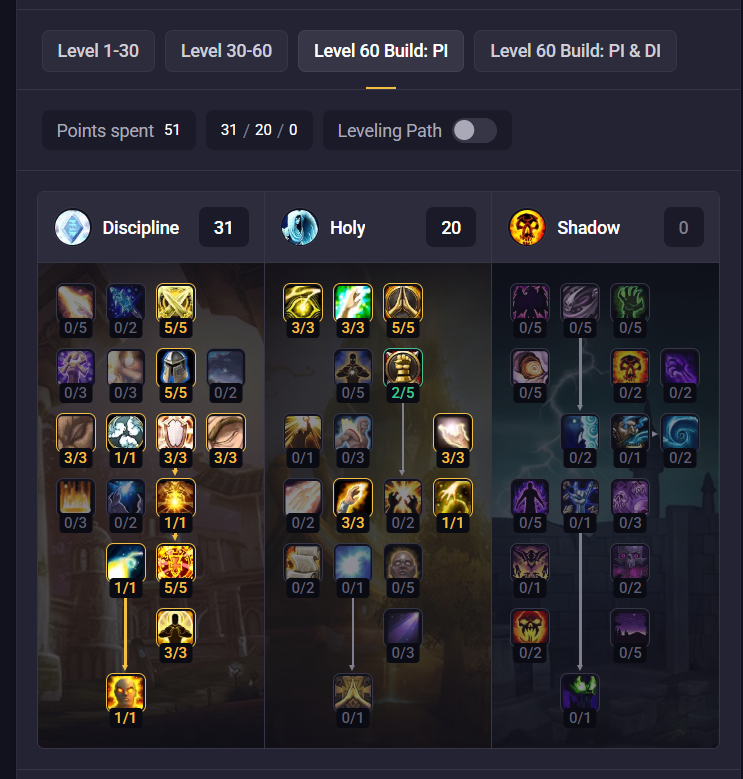 Level 1-30 Level 30-60 Level 60 Build: PI Level 60 Build: PI & DI
Points spent 51 31 / 20 / 0 Leveling Path
Discipline 31 Holy 20 Shadow 0
0/5 0/2 5/5 3/3 3/3 5/5 0/5 0/5 0/5
0/3 0/3 5/5 0/2 0/5 2/5 0/5 0/2 0/2
3/3 1/1 3/3 3/3 0/1 0/3 3/3 0/2 0/1 0/2
0/3 0/2 1/1 0/2 3/3 0/2 1/1 0/5 0/1 0/3
1/1 5/5 0/2 0/1 0/5 0/1 0/2
3/3 0/3 0/2 0/5
1/1 0/1 0/1